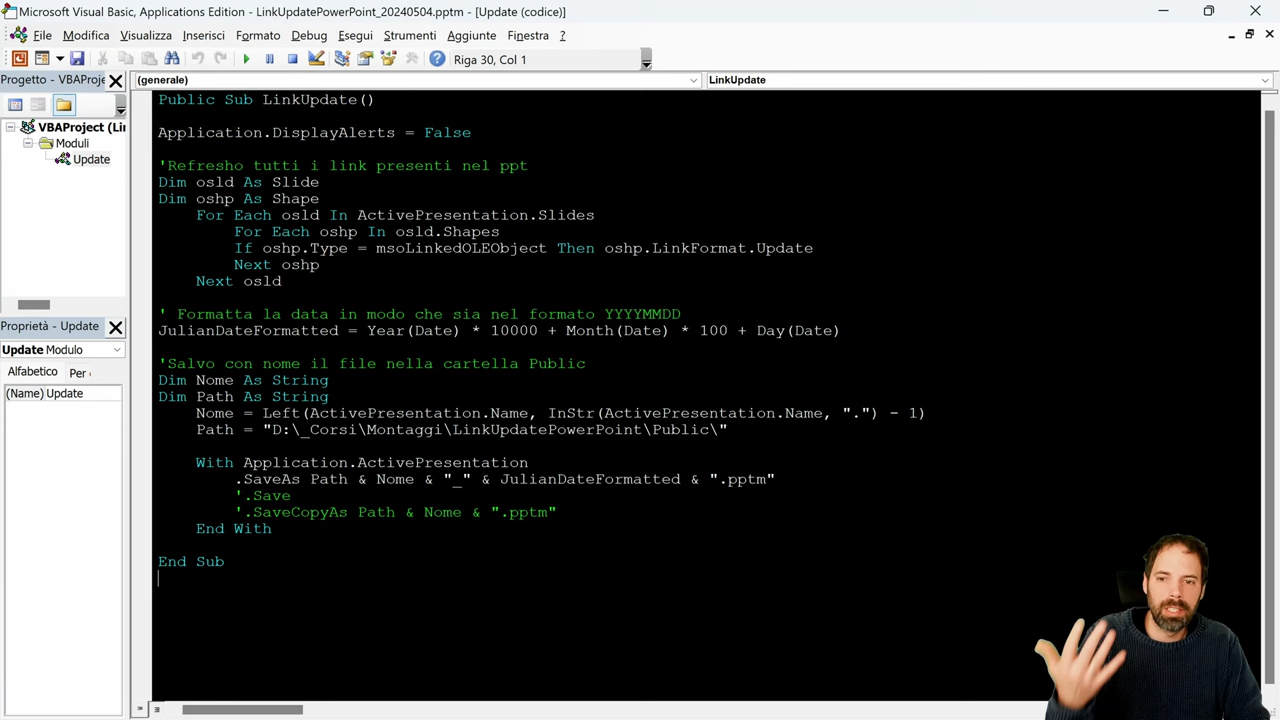 Microsoft Visual Basic, Applications Edition - LinkUpdatePowerPoint_20240504.pptm - [Update (codice)]
File Modifica Visualizza Inserisci Formato Debug Esegui Strumenti Aggiunte Finestra ?
Riga 30, Col 1
Progetto - VBAProje
(generale)
LinkUpdate
VBAProject (Li
Moduli
Update
Public Sub LinkUpdate()
Application.DisplayAlerts = False
'Refresho tutti i link presenti nel ppt
Dim osld As Slide
Dim oshp As Shape
For Each osld In ActivePresentation.Slides
For Each oshp In osld.Shapes
If oshp.Type = msoLinkedOLEObject Then oshp.LinkFormat.Update
Next oshp
Next osld
' Formatta la data in modo che sia nel formato YYYYMMDD
JulianDateFormatted = Year(Date) * 10000 + Month(Date) * 100 + Day(Date)
'Salvo con nome il file nella cartella Public
Dim Nome As String
Dim Path As String
Nome = Left(ActivePresentation.Name, InStr(ActivePresentation.Name, ".") - 1)
Path = "D:\_Corsi\Montaggi\LinkUpdatePowerPoint\Public\"
With Application.ActivePresentation
.SaveAs Path & Nome & "_" & JulianDateFormatted & ".pptm"
'.Save
'.SaveCopyAs Path & Nome & ".pptm"
End With
End Sub
Proprietà - Update
Update Modulo
Alfabetico Per
(Name) Update